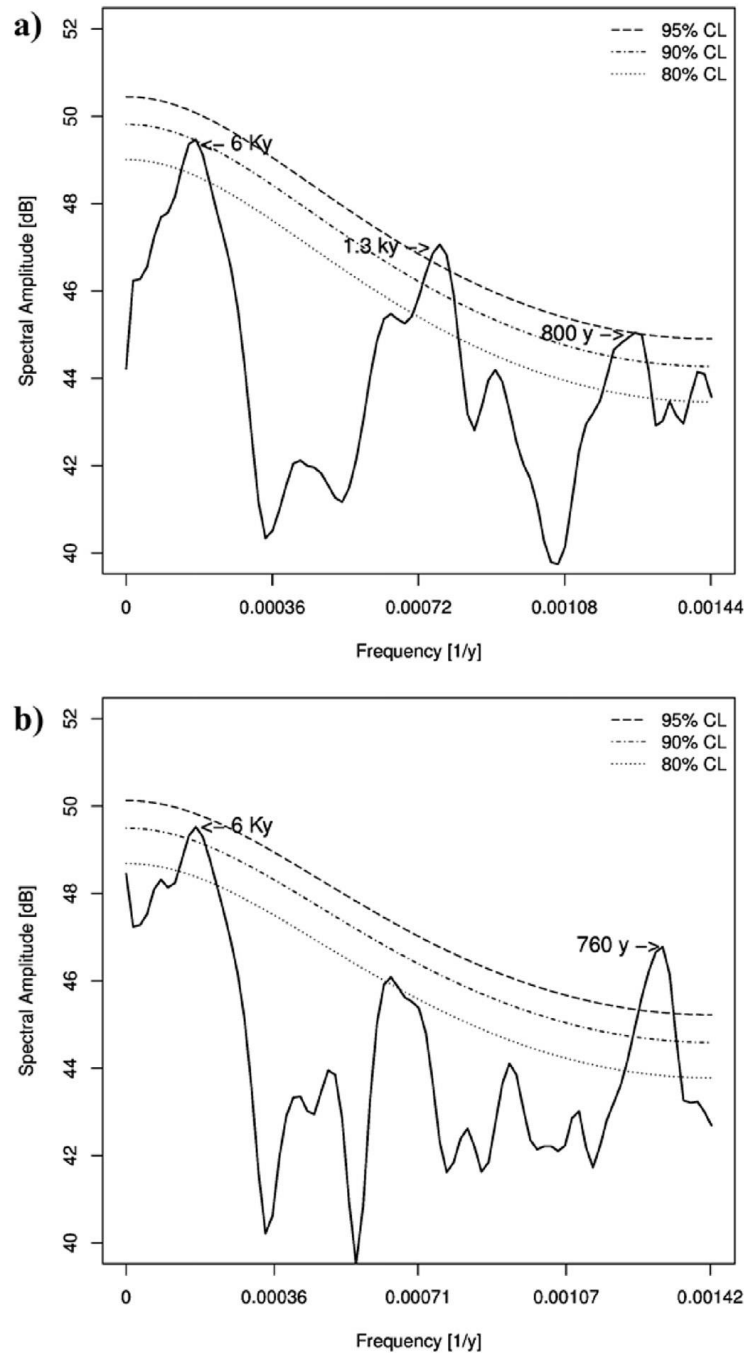 a)
52
50
48
46
44
42
40
Spectral Amplitude [dB]
95% CL
90% CL
80% CL
6 Ky
1.3 ky
800 y
0 0.00036 0.00072 0.00108 0.00144
Frequency [1/y]
b)
52
50
48
46
44
42
40
Spectral Amplitude [dB]
95% CL
90% CL
80% CL
6 Ky
760 y
0 0.00036 0.00071 0.00107 0.00142
Frequency [1/y]